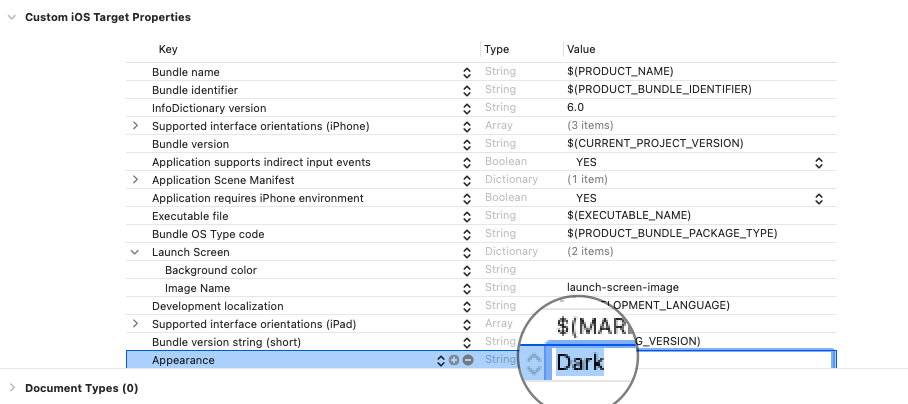 Custom iOS Target Properties
Key Type Value
Bundle name String $(PRODUCT_NAME)
Bundle identifier String $(PRODUCT_BUNDLE_IDENTIFIER)
InfoDictionary version String 6.0
Supported interface orientations (iPhone) Array (3 items)
Bundle version String $(CURRENT_PROJECT_VERSION)
Application supports indirect input events Boolean YES
Application Scene Manifest Dictionary (1 item)
Application requires iPhone environment Boolean YES
Executable file String $(EXECUTABLE_NAME)
Bundle OS Type code String $(PRODUCT_BUNDLE_PACKAGE_TYPE)
Launch Screen Dictionary (2 items)
Background color String
Image Name String launch-screen-image
Development localization String LOPMENT_LANGUAGE)
Supported interface orientations (iPad) Array $(MAR
Bundle version string (short) String G_VERSION)
Appearance String Dark
Document Types (0)